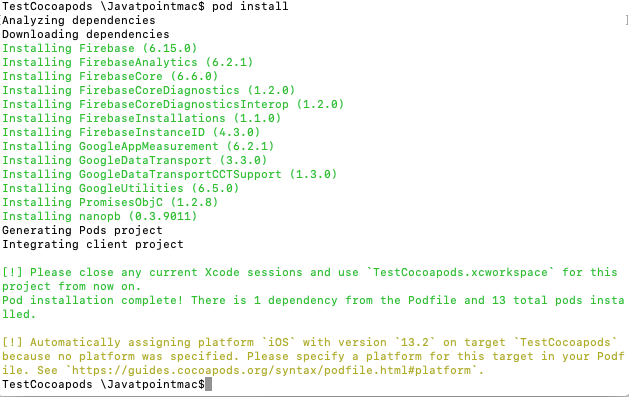 TestCocoapods \Javatpointmac$ pod install
Analyzing dependencies
Downloading dependencies
Installing Firebase (6.15.0)
Installing FirebaseAnalytics (6.2.1)
Installing FirebaseCore (6.6.0)
Installing FirebaseCoreDiagnostics (1.2.0)
Installing FirebaseCoreDiagnosticsInterop (1.2.0)
Installing FirebaseInstallations (1.1.0)
Installing FirebaseInstanceID (4.3.0)
Installing GoogleAppMeasurement (6.2.1)
Installing GoogleDataTransport (3.3.0)
Installing GoogleDataTransportCCTSupport (1.3.0)
Installing GoogleUtilities (6.5.0)
Installing PromisesObjC (1.2.8)
Installing nanopb (0.3.9011)
Generating Pods project
Integrating client project
[!] Please close any current Xcode sessions and use `TestCocoapods.xcworkspace` for this
project from now on.
Pod installation complete! There is 1 dependency from the Podfile and 13 total pods insta
lled.
[!] Automatically assigning platform `iOS` with version `13.2` on target `TestCocoapods`
because no platform was specified. Please specify a platform for this target in your Podf
ile. See `https://guides.cocoapods.org/syntax/podfile.html#platform`.
TestCocoapods \Javatpointmac$